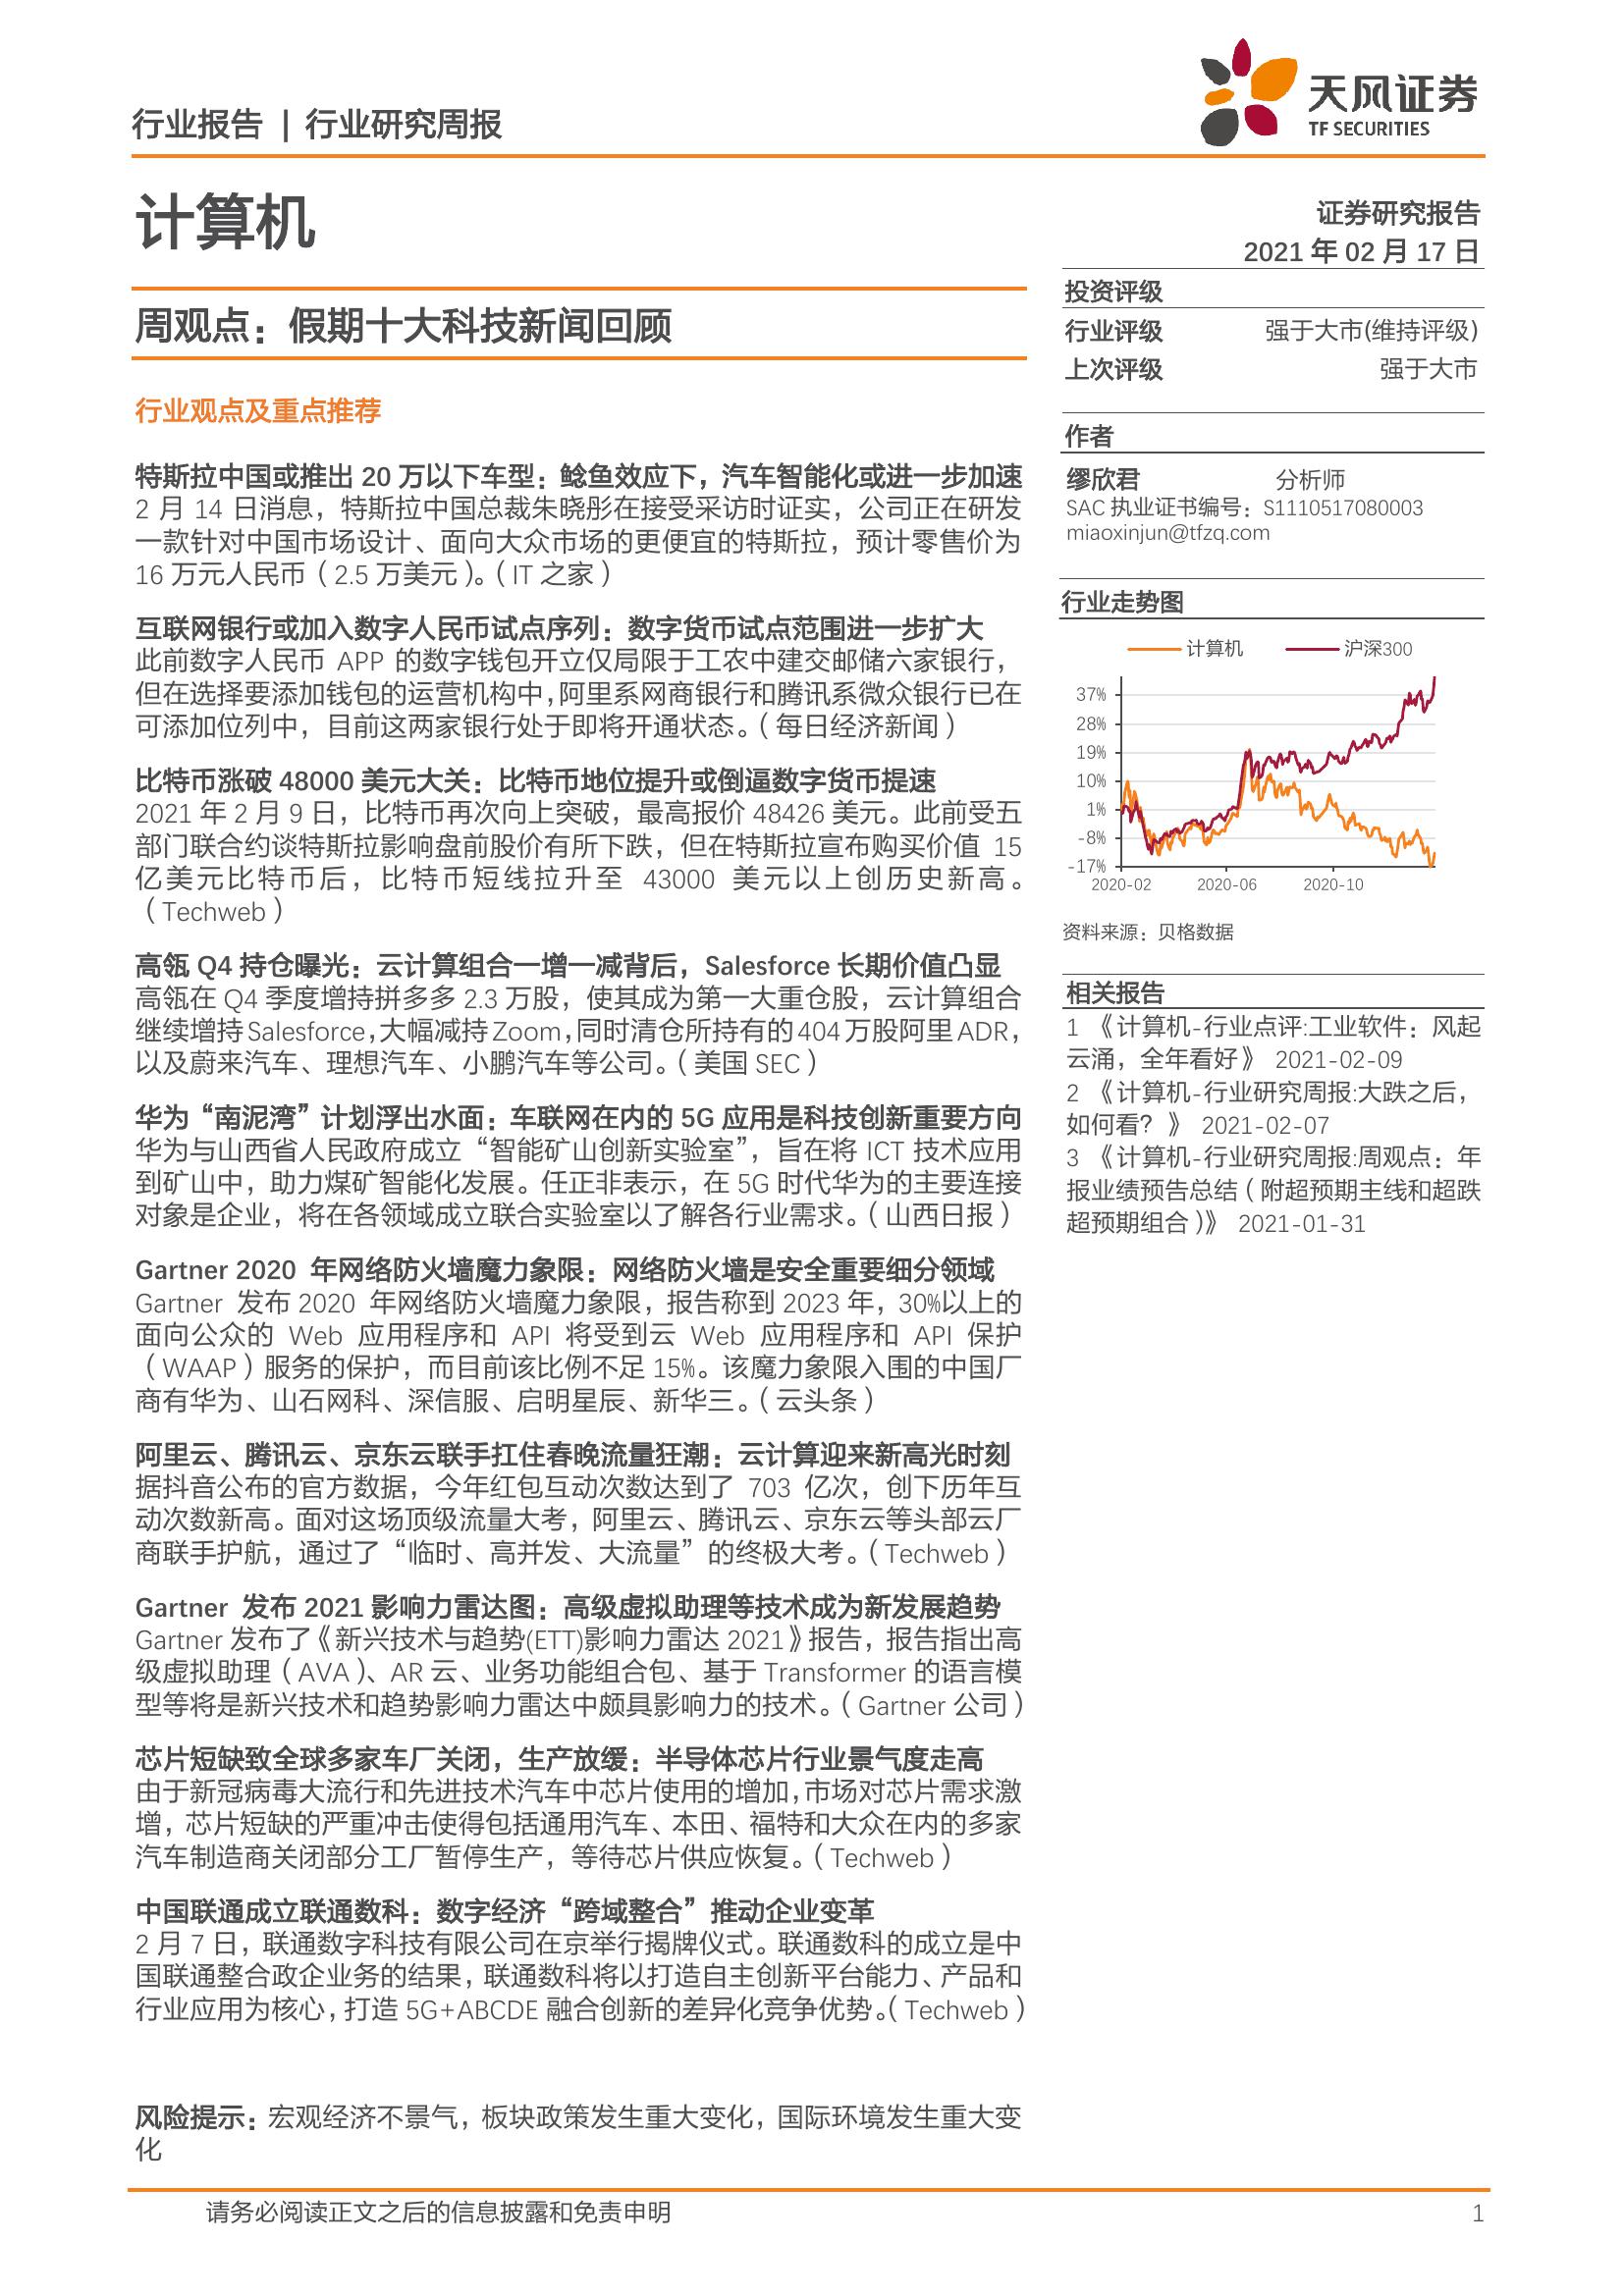 行业报告 | 行业研究周报
天风证券
TF SECURITIES
计算机
证券研究报告
2021 年 02 月 17 日
周观点：假期十大科技新闻回顾
行业观点及重点推荐
特斯拉中国或推出 20 万以下车型：鲶鱼效应下，汽车智能化或进一步加速
2 月 14 日消息，特斯拉中国总裁朱晓彤在接受采访时证实，公司正在研发
一款针对中国市场设计、面向大众市场的更便宜的特斯拉，预计零售价为
16 万元人民币（2.5 万美元）。（IT 之家）
互联网银行或加入数字人民币试点序列：数字货币试点范围进一步扩大
此前数字人民币 APP 的数字钱包开立仅局限于工农中建交邮储六家银行，
但在选择要添加钱包的运营机构中，阿里系网商银行和腾讯系微众银行已在
可添加位列中，目前这两家银行处于即将开通状态。（每日经济新闻）
比特币涨破 48000 美元大关：比特币地位提升或倒逼数字货币提速
2021 年 2 月 9 日，比特币再次向上突破，最高报价 48426 美元。此前受五
部门联合约谈特斯拉影响盘前股价有所下跌，但在特斯拉宣布购买价值 15
亿美元比特币后，比特币短线拉升至 43000 美元以上创历史新高。
（Techweb）
高瓴 Q4 持仓曝光：云计算组合一增一减背后，Salesforce 长期价值凸显
高瓴在 Q4 季度增持拼多多 2.3 万股，使其成为第一大重仓股，云计算组合
继续增持 Salesforce，大幅减持 Zoom，同时清仓所持有的 404 万股阿里 ADR，
以及蔚来汽车、理想汽车、小鹏汽车等公司。（美国 SEC）
华为“南泥湾”计划浮出水面：车联网在内的 5G 应用是科技创新重要方向
华为与山西省人民政府成立“智能矿山创新实验室”，旨在将 ICT 技术应用
到矿山中，助力煤矿智能化发展。任正非表示，在 5G 时代华为的主要连接
对象是企业，将在各领域成立联合实验室以了解各行业需求。（山西日报）
Gartner 2020 年网络防火墙魔力象限：网络防火墙是安全重要细分领域
Gartner 发布 2020 年网络防火墙魔力象限，报告称到 2023 年，30%以上的
面向公众的 Web 应用程序和 API 将受到云 Web 应用程序和 API 保护
（WAAP）服务的保护，而目前该比例不足 15%。该魔力象限入围的中国厂
商有华为、山石网科、深信服、启明星辰、新华三。（云头条）
阿里云、腾讯云、京东云联手扛住春晚流量狂潮：云计算迎来新高光时刻
据抖音公布的官方数据，今年红包互动次数达到了 703 亿次，创下历年互
动次数新高。面对这场顶级流量大考，阿里云、腾讯云、京东云等头部云厂
商联手护航，通过了“临时、高并发、大流量”的终极大考。（Techweb）
Gartner 发布 2021 影响力雷达图：高级虚拟助理等技术成为新发展趋势
Gartner 发布了《新兴技术与趋势(ETT)影响力雷达 2021》报告，报告指出高
级虚拟助理（AVA）、AR 云、业务功能组合包、基于 Transformer 的语言模
型等将是新兴技术和趋势影响力雷达中颇具影响力的技术。（Gartner 公司）
芯片短缺致全球多家车厂关闭，生产放缓：半导体芯片行业景气度走高
由于新冠病毒大流行和先进技术汽车中芯片使用的增加，市场对芯片需求激
增，芯片短缺的严重冲击使得包括通用汽车、本田、福特和大众在内的多家
汽车制造商关闭部分工厂暂停生产，等待芯片供应恢复。（Techweb）
中国联通成立联通数科：数字经济“跨域整合”推动企业变革
2 月 7 日，联通数字科技有限公司在京举行揭牌仪式。联通数科的成立是中
国联通整合政企业务的结果，联通数科将以打造自主创新平台能力、产品和
行业应用为核心，打造 5G+ABCDE 融合创新的差异化竞争优势。（Techweb）
风险提示：宏观经济不景气，板块政策发生重大变化，国际环境发生重大变
化
投资评级
行业评级 强于大市(维持评级)
上次评级 强于大市
作者
缪欣君 分析师
SAC 执业证书编号：S1110517080003
miaoxinjun@tfzq.com
行业走势图
计算机 沪深300
37%
28%
19%
10%
1%
-8%
-17%
2020-02 2020-06 2020-10
资料来源：贝格数据
相关报告
1 《计算机-行业点评:工业软件：风起
云涌，全年看好》 2021-02-09
2 《计算机-行业研究周报:大跌之后，
如何看？》 2021-02-07
3 《计算机-行业研究周报:周观点：年
报业绩预告总结（附超预期主线和超跌
超预期组合）》 2021-01-31
请务必阅读正文之后的信息披露和免责申明 1